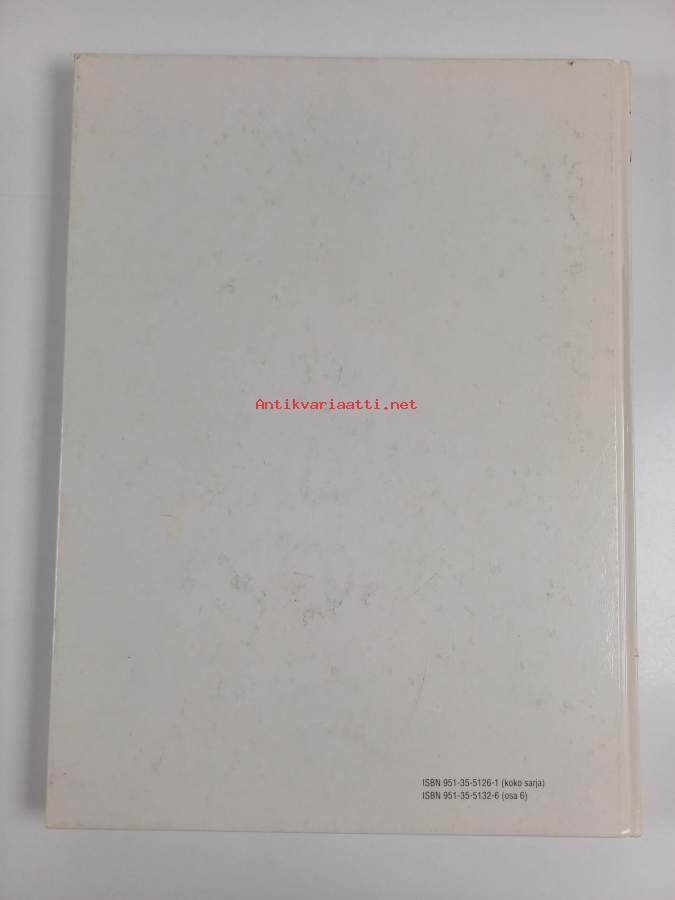 Antikvariaatti.net
ISBN 951-35-5126-1 (koko sarja)
ISBN 951-35-5132-6 (osa 6)